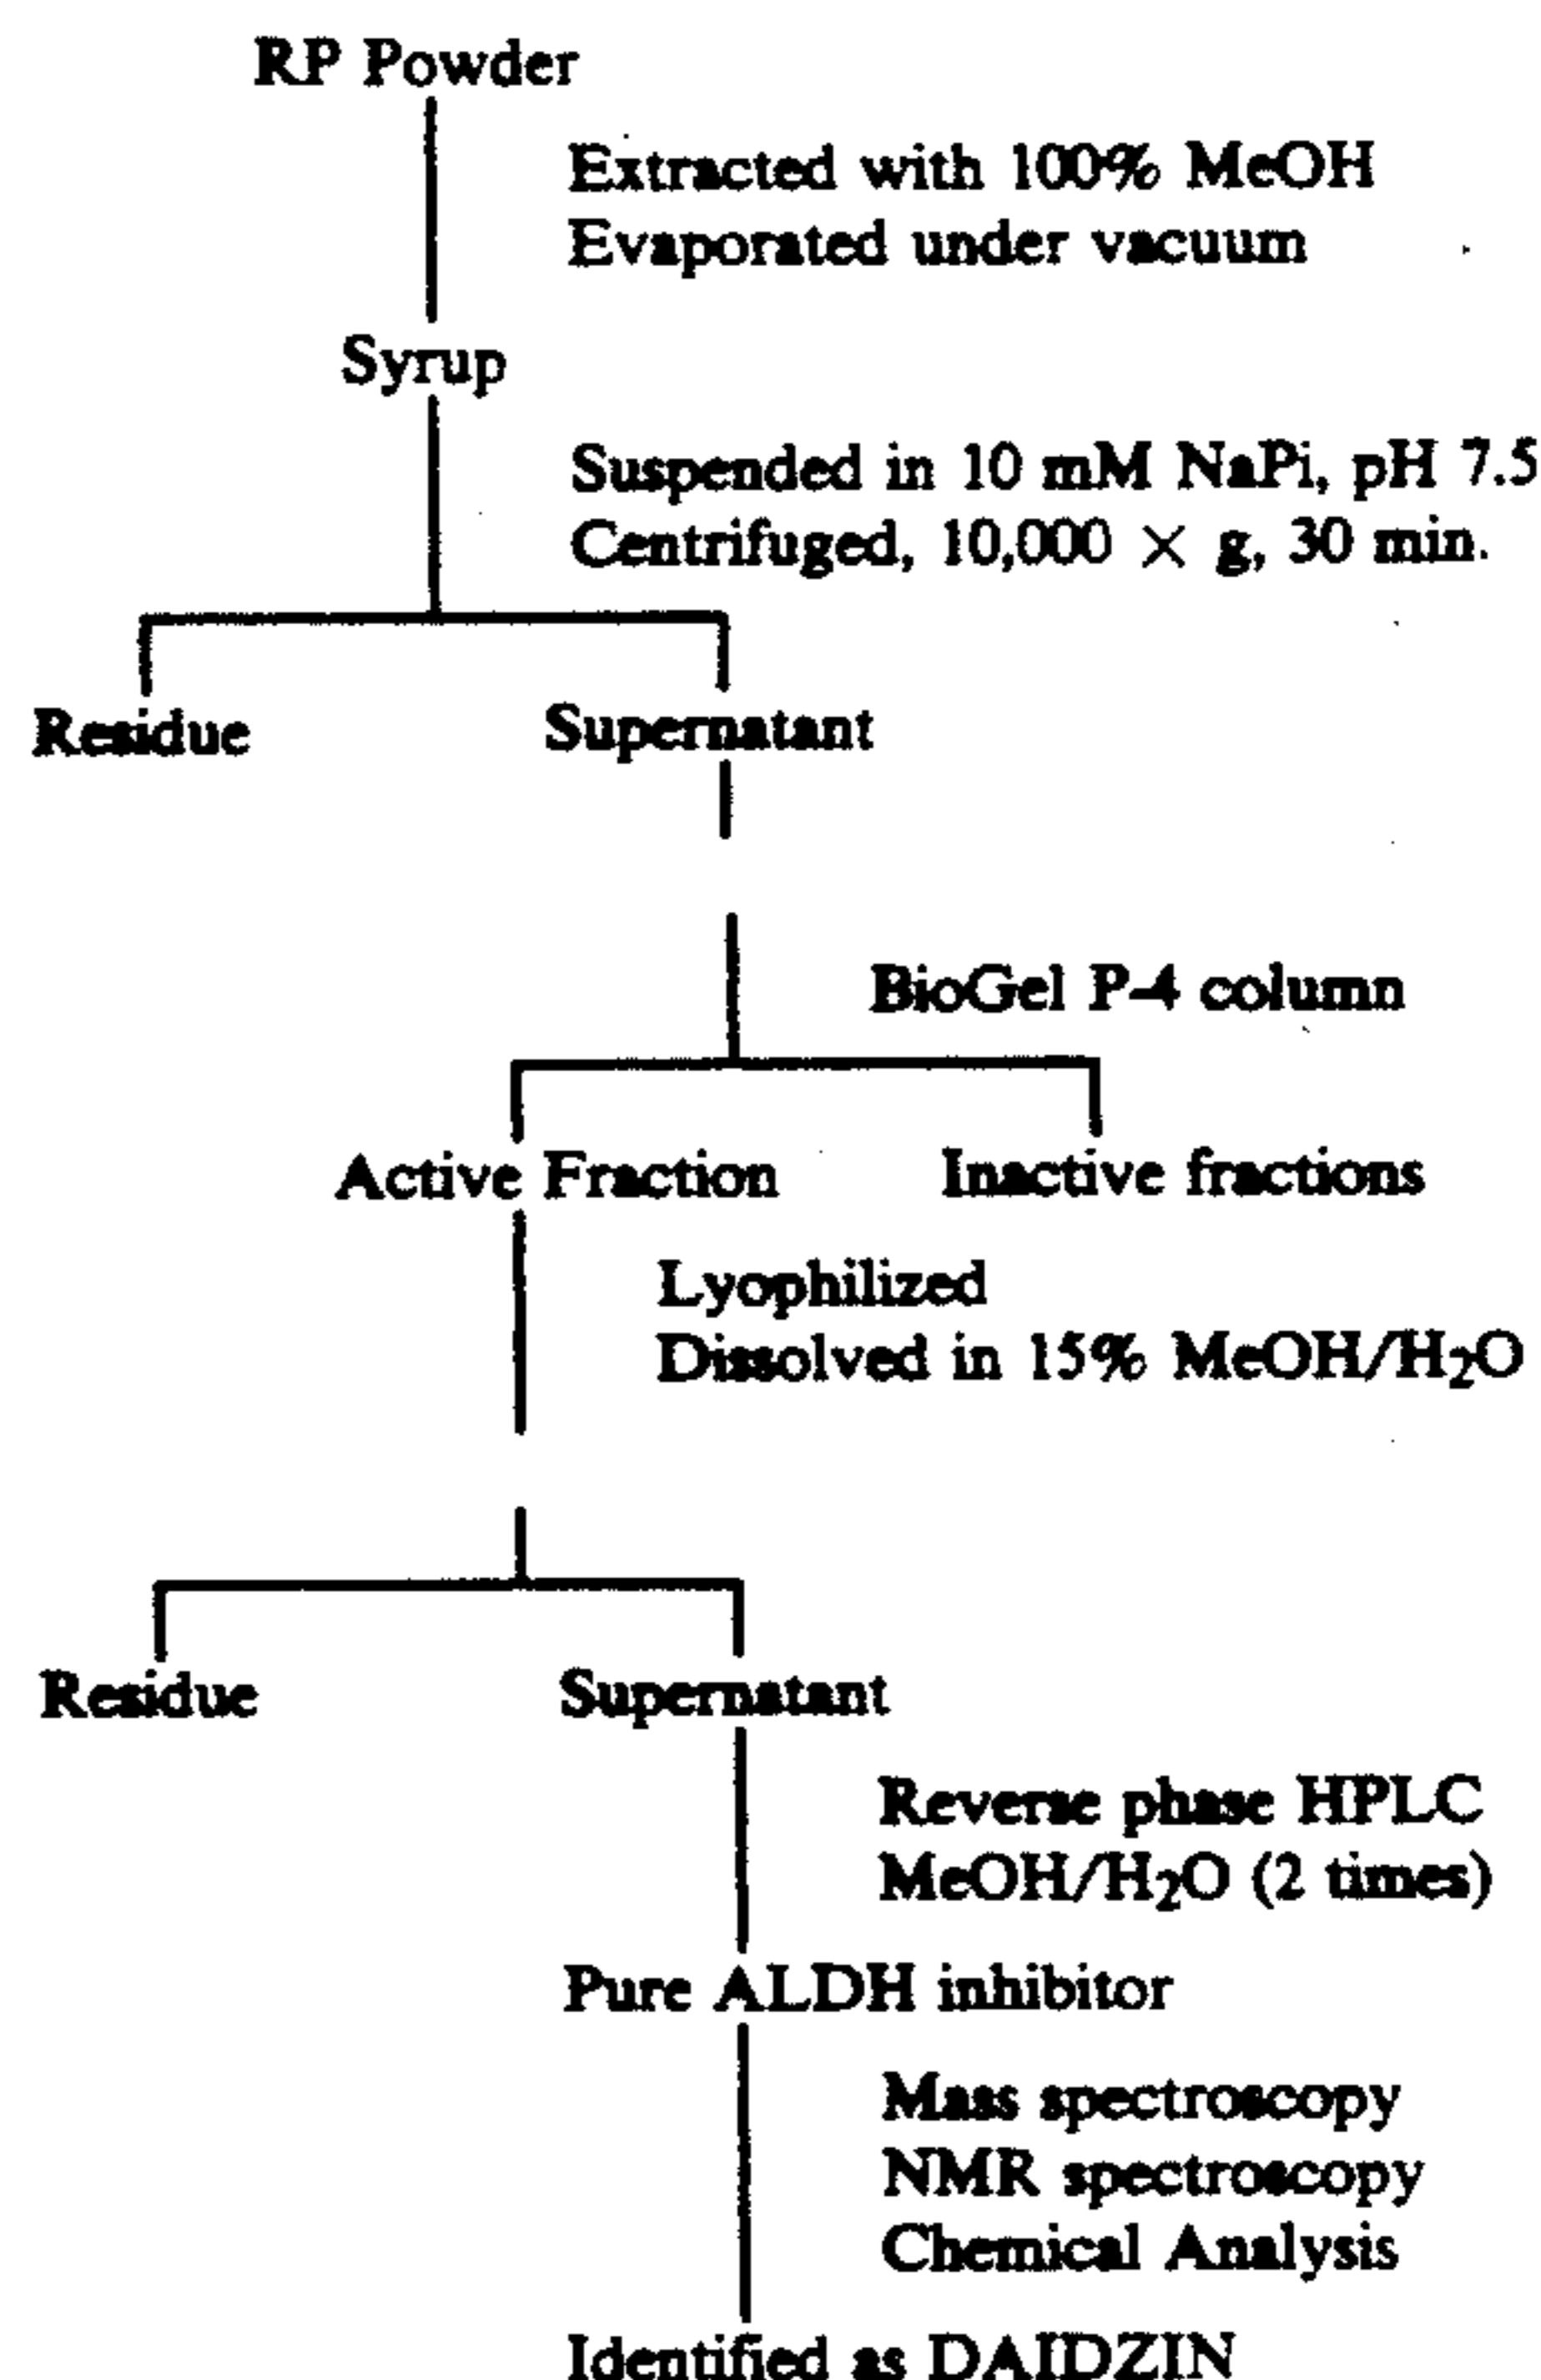 RP Powder
Extracted with 100% MeOH
Evaporated under vacuum
Syrup
Suspended in 10 mM NaPi, pH 7.5
Centrifuged, 10,000 × g, 30 min.
Residue
Supernatant
BioGel P-4 column
Active Fraction
Inactive fractions
Lyophilized
Dissolved in 15% MeOH/H₂O
Residue
Supernatant
Reverse phase HPLC
MeOH/H₂O (2 times)
Pure ALDH inhibitor
Mass spectroscopy
NMR spectroscopy
Chemical Analysis
Identified as DAIDZIN